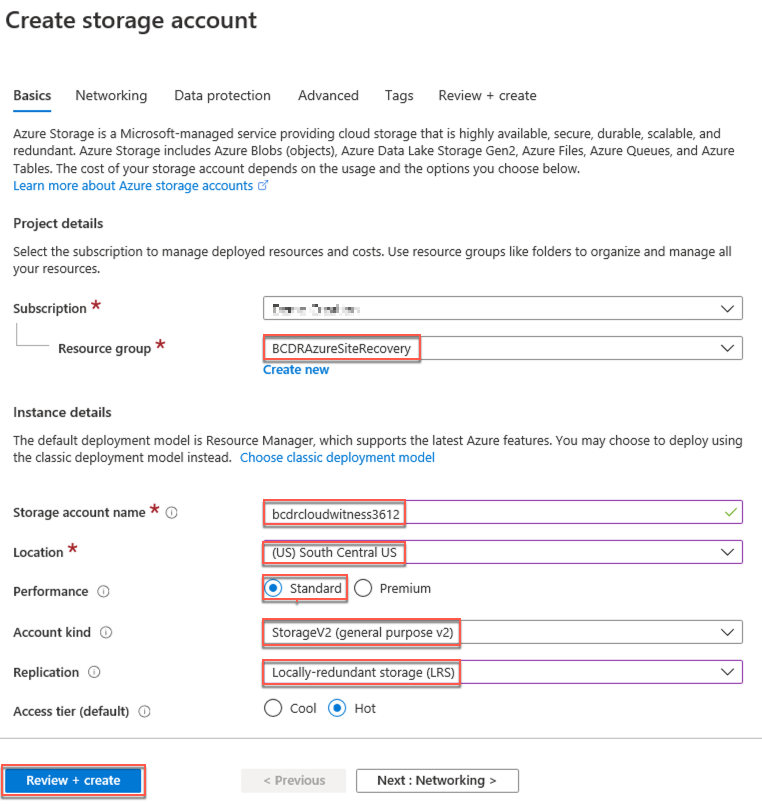 Create storage account
Basics Networking Data protection Advanced Tags Review + create
Azure Storage is a Microsoft-managed service providing cloud storage that is highly available, secure, durable, scalable, and
redundant. Azure Storage includes Azure Blobs (objects), Azure Data Lake Storage Gen2, Azure Files, Azure Queues, and Azure
Tables. The cost of your storage account depends on the usage and the options you choose below.
Learn more about Azure storage accounts
Project details
Select the subscription to manage deployed resources and costs. Use resource groups like folders to organize and manage all
your resources.
Subscription *
Resource group * BCDRAzureSiteRecovery
Create new
Instance details
The default deployment model is Resource Manager, which supports the latest Azure features. You may choose to deploy using
the classic deployment model instead. Choose classic deployment model
Storage account name * bcdrcloudwitness3612
Location * (US) South Central US
Performance Standard Premium
Account kind StorageV2 (general purpose v2)
Replication Locally-redundant storage (LRS)
Access tier (default) Cool Hot
Review + create < Previous Next : Networking >